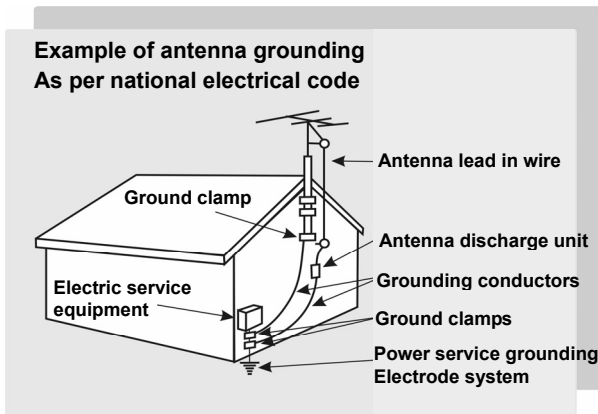 Example of antenna grounding
As per national electrical code
Antenna lead in wire
Ground clamp
Antenna discharge unit
Electric service
equipment
Grounding conductors
Ground clamps
Power service grounding
Electrode system